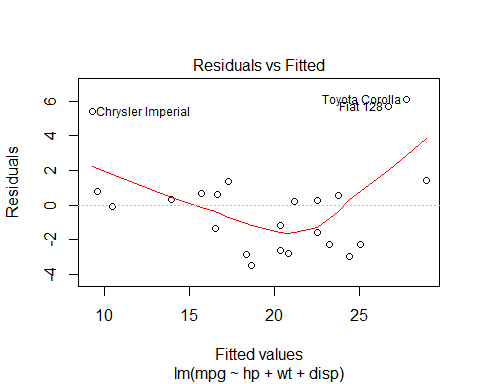 Residuals vs Fitted
Residuals
6
4
2
0
-2
-4
Chrysler Imperial
Toyota Corolla
Fiat 128
10
15
20
25
Fitted values
lm(mpg ~ hp + wt + disp)